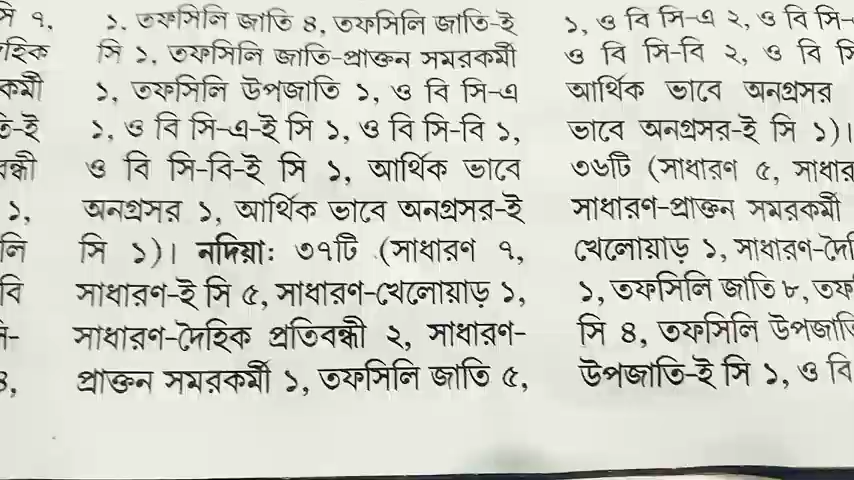 ১, তফসিলি জাতি ৪, তফসিলি জাতি-ই
সি ১, তফসিলি জাতি-প্রাক্তন সমরকর্মী
১, তফসিলি উপজাতি ১, ও বি সি-এ
১, ও বি সি-এ-ই সি ১, ও বি সি-বি ১,
ও বি সি-বি-ই সি ১, আর্থিক ভাবে
অনগ্রসর ১, আর্থিক ভাবে অনগ্রসর-ই
সি ১)। নদিয়া: ৩৭টি (সাধারণ ৭,
সাধারণ-ই সি ৫, সাধারণ-খেলোয়াড় ১,
সাধারণ-দৈহিক প্রতিবন্ধী ২, সাধারণ-
প্রাক্তন সমরকর্মী ১, তফসিলি জাতি ৫,
১, ও বি সি-এ ২, ও বি সি-
ও বি সি-বি ২, ও বি
আর্থিক ভাবে অনগ্রসর
ভাবে অনগ্রসর-ই সি ১)।
৩৬টি (সাধারণ ৫,
সাধারণ-প্রাক্তন সমরকর্মী
খেলোয়াড় ১, সাধারণ-
১, তফসিলি জাতি ৮,
সি ৪, তফসিলি
উপজাতি-ই সি ১, ও বি